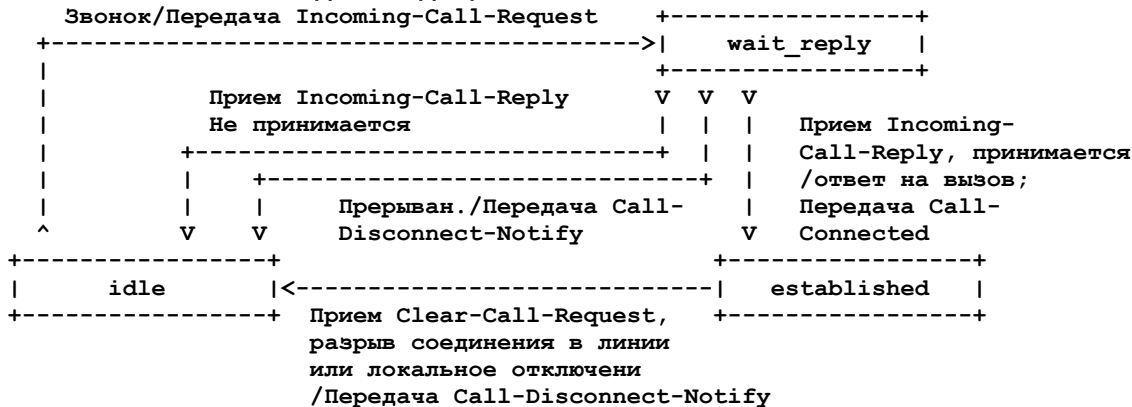 Звонок/Передача Incoming-Call-Request
wait_reply
Прием Incoming-Call-Reply
Не принимается
Прием Incoming-
Call-Reply, принимается
/ответ на вызов;
Передача Call-
Connected
Прерыван./Передача Call-
Disconnect-Notify
idle
established
Прием Clear-Call-Request,
разрыв соединения в линии
или локальное отключени
/Передача Call-Disconnect-Notify